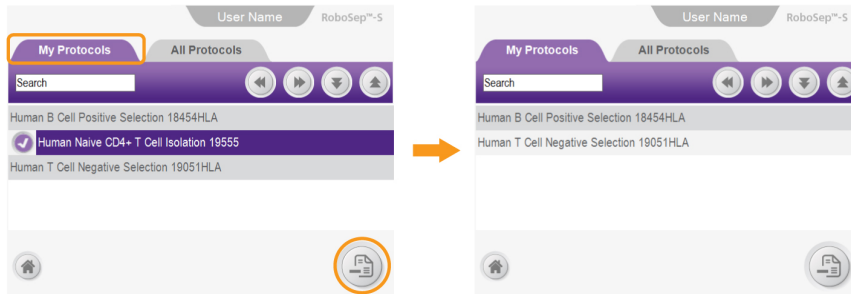 User Name RoboSep™-S
My Protocols All Protocols
Search
Human B Cell Positive Selection 18454HLA
Human Naive CD4+ T Cell Isolation 19555
Human T Cell Negative Selection 19051HLA
User Name RoboSep™-S
My Protocols All Protocols
Search
Human B Cell Positive Selection 18454HLA
Human T Cell Negative Selection 19051HLA